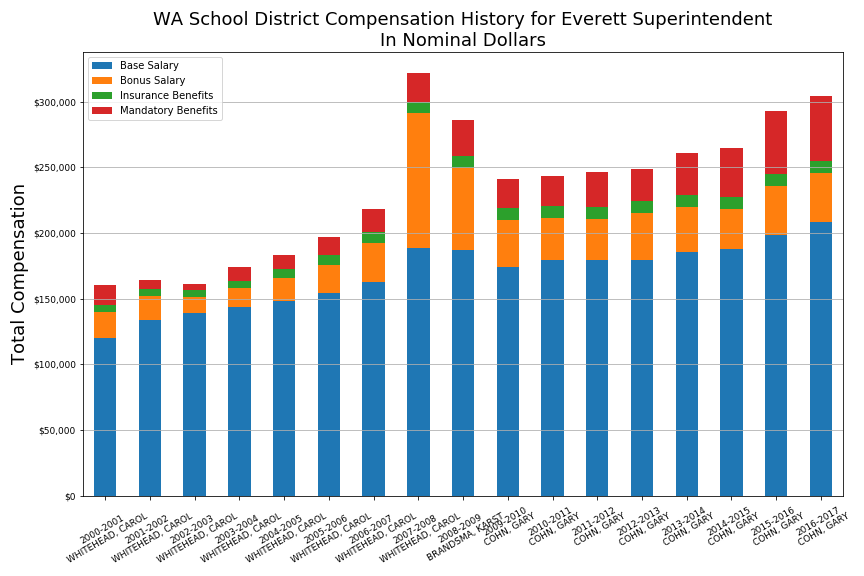 WA School District Compensation History for Everett Superintendent
In Nominal Dollars
Base Salary
Bonus Salary
Insurance Benefits
Mandatory Benefits
Total Compensation
$300,000
$250,000
$200,000
$150,000
$100,000
$50,000
$0
2000-2001
WHITEHEAD, CAROL
2001-2002
WHITEHEAD, CAROL
2002-2003
WHITEHEAD, CAROL
2003-2004
WHITEHEAD, CAROL
2004-2005
WHITEHEAD, CAROL
2005-2006
WHITEHEAD, CAROL
2006-2007
WHITEHEAD, CAROL
2007-2008
WHITEHEAD, CAROL
2008-2009
BRANDSMA, KARST
2009-2010
COHN, GARY
2010-2011
COHN, GARY
2011-2012
COHN, GARY
2012-2013
COHN, GARY
2013-2014
COHN, GARY
2014-2015
COHN, GARY
2015-2016
COHN, GARY
2016-2017
COHN, GARY